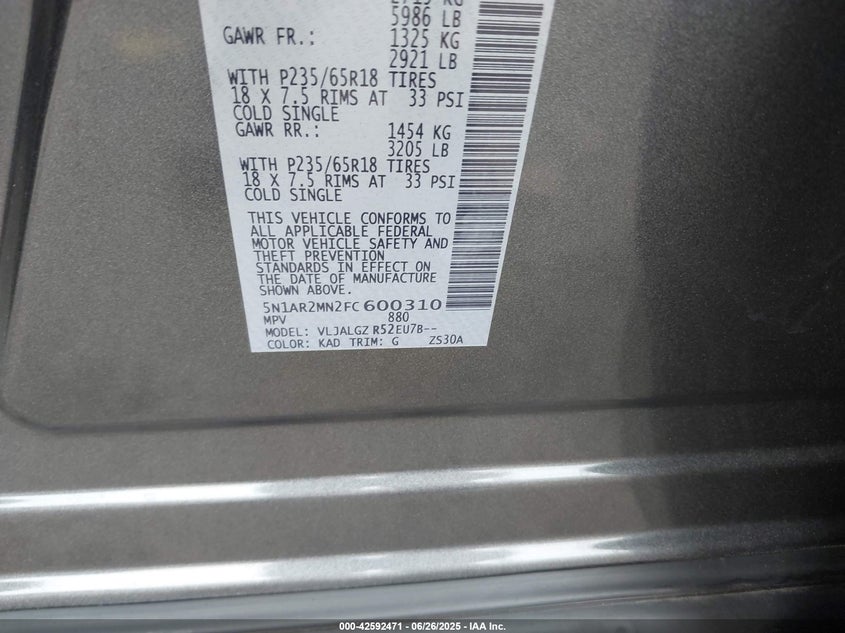 5986 LB
GAWR FR.: 1325 KG
2921 LB
WITH P235/65R18 TIRES
18 X 7.5 RIMS AT 33 PSI
COLD SINGLE
GAWR RR.: 1454 KG
3205 LB
WITH P235/65R18 TIRES
18 X 7.5 RIMS AT 33 PSI
COLD SINGLE
THIS VEHICLE CONFORMS TO
ALL APPLICABLE FEDERAL
MOTOR VEHICLE SAFETY AND
THEFT PREVENTION
STANDARDS IN EFFECT ON
THE DATE OF MANUFACTURE
SHOWN ABOVE.
5N1AR2MN2FC600310
MPV 880
MODEL: VLJALGZ R52EU7B--
COLOR: KAD TRIM: G ZS30A
000-42592471 - 06/26/2025 - IAA Inc.